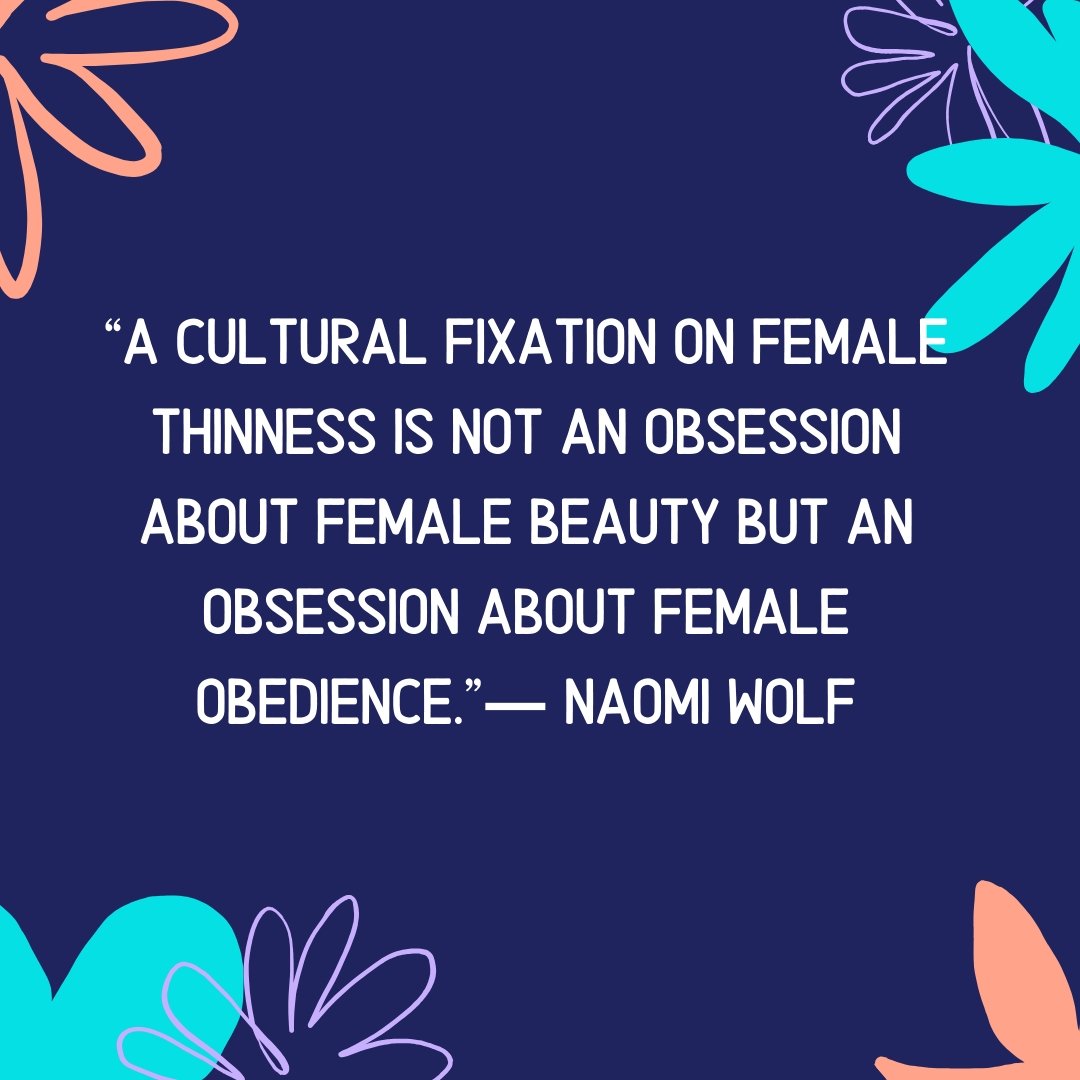 “A CULTURAL FIXATION ON FEMALE
THINNESS IS NOT AN OBSESSION
ABOUT FEMALE BEAUTY BUT AN
OBSESSION ABOUT FEMALE
OBEDIENCE.”— NAOMI WOLF